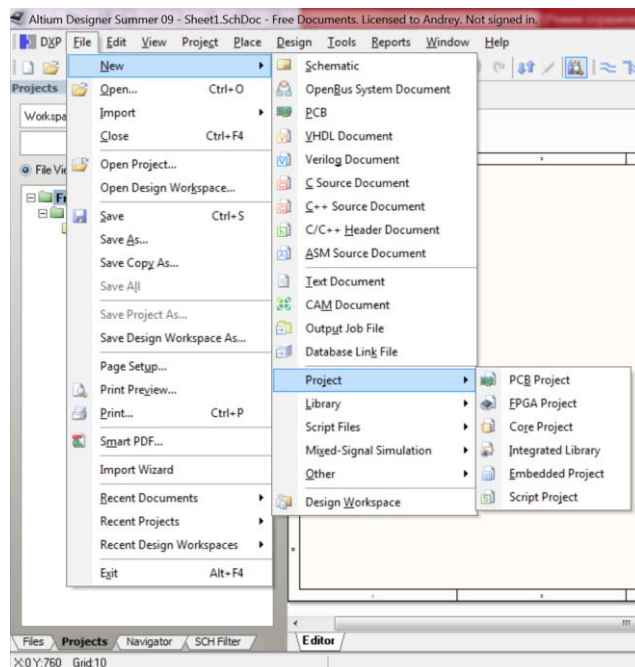 Altium Designer Summer 09 - Sheet1.SchDoc - Free Documents. Licensed to Andrey. Not signed in.
DXP File Edit View Project Place Design Tools Reports Window Help
Projects
File
New
Open... Ctrl+O
Import
Close Ctrl+F4
Open Project...
Open Design Workspace...
Save Ctrl+S
Save As...
Save Copy As...
Save All
Save Project As...
Save Design Workspace As...
Page Setup...
Print Preview...
Print... Ctrl+P
Smart PDF...
Import Wizard
Recent Documents
Recent Projects
Recent Design Workspaces
Exit Alt+F4
Schematic
OpenBus System Document
PCB
VHDL Document
Verilog Document
C Source Document
C++ Source Document
C/C++ Header Document
ASM Source Document
Text Document
CAM Document
Output Job File
Database Link File
Project
Library
Script Files
Mixed-Signal Simulation
Other
Design Workspace
PCB Project
FPGA Project
Core Project
Integrated Library
Embedded Project
Script Project
Files Projects Navigator SCH Filter Editor
X:0 Y:760 Grid:10